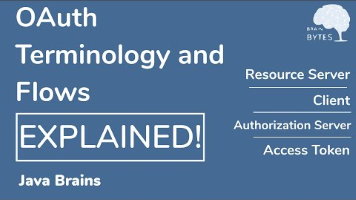 OAuth
Terminology and
Flows
EXPLAINED!
Java Brains
BRAIN
BYTES
Resource Server
Client
Authorization Server
Access Token